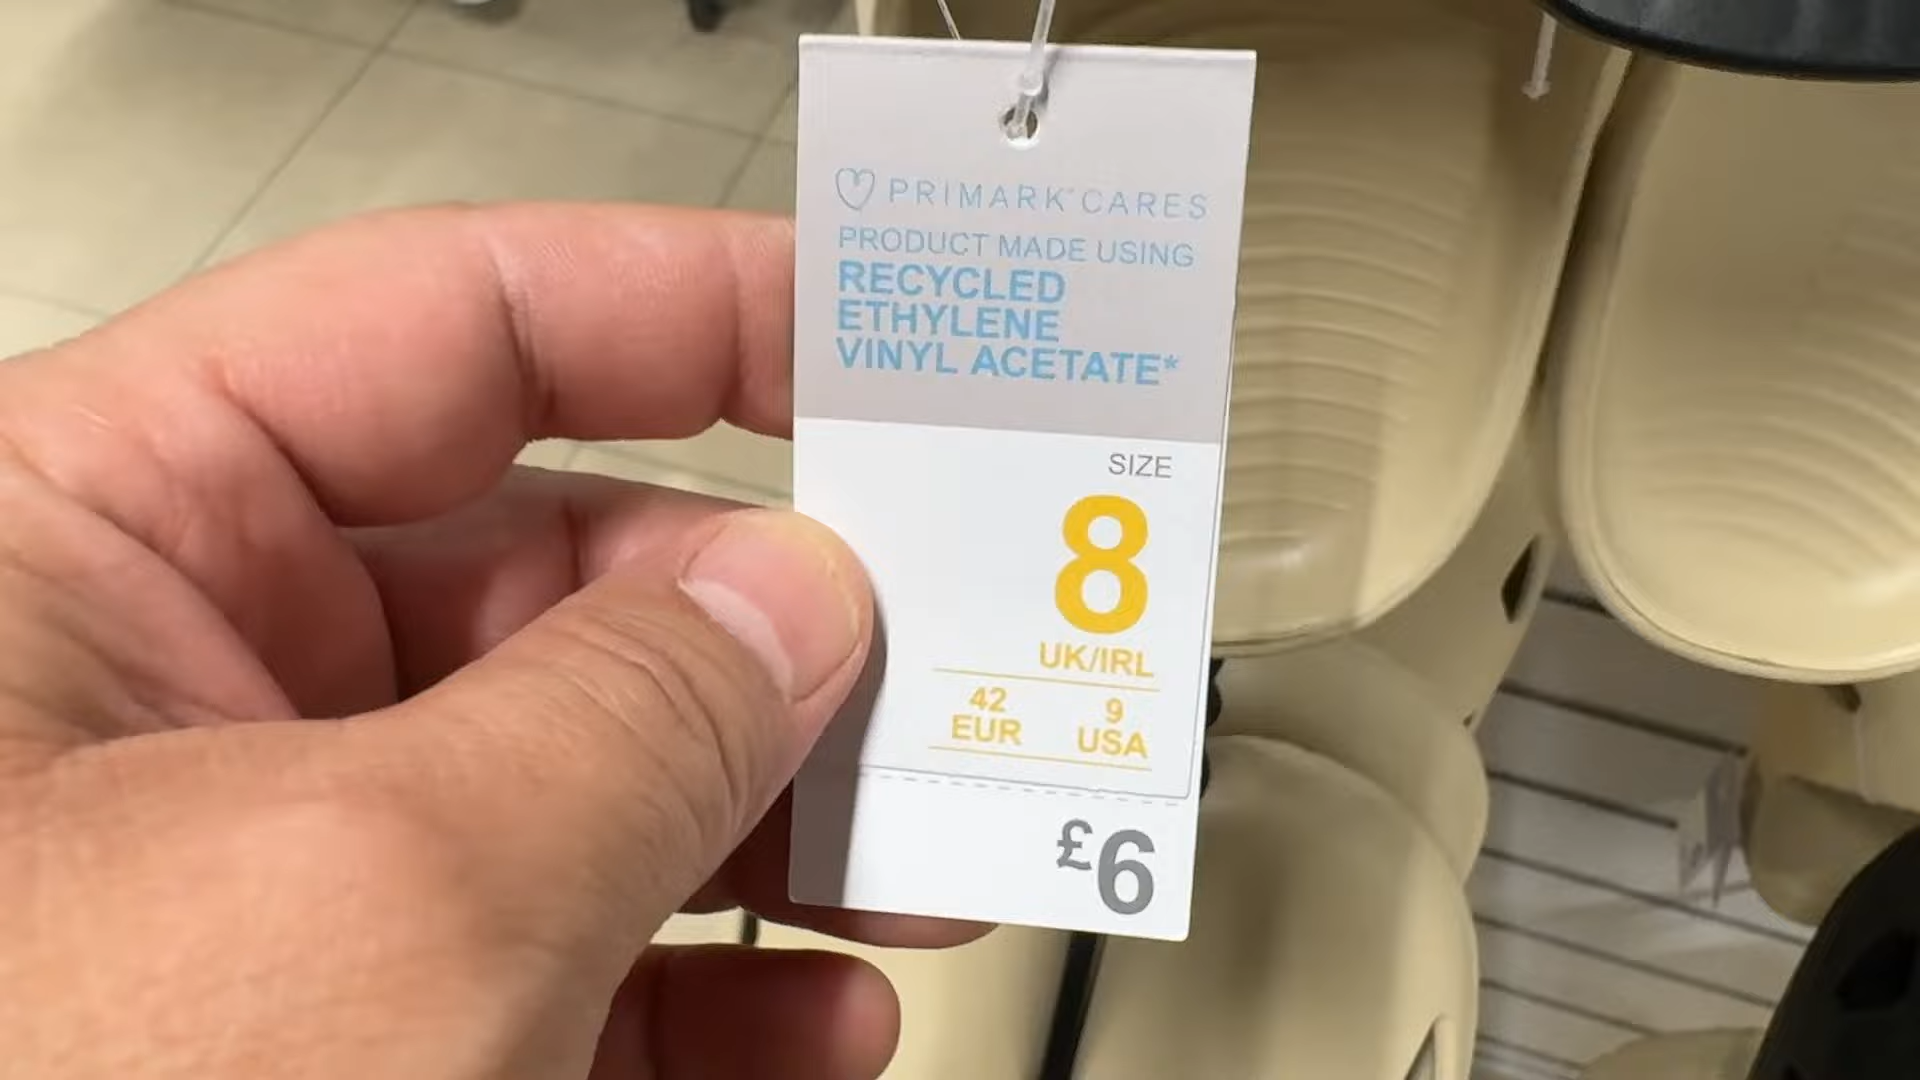 PRIMARK CARES
PRODUCT MADE USING
RECYCLED
ETHYLENE
VINYL ACETATE*
SIZE
8
UK/IRL
42 9
EUR USA
£6